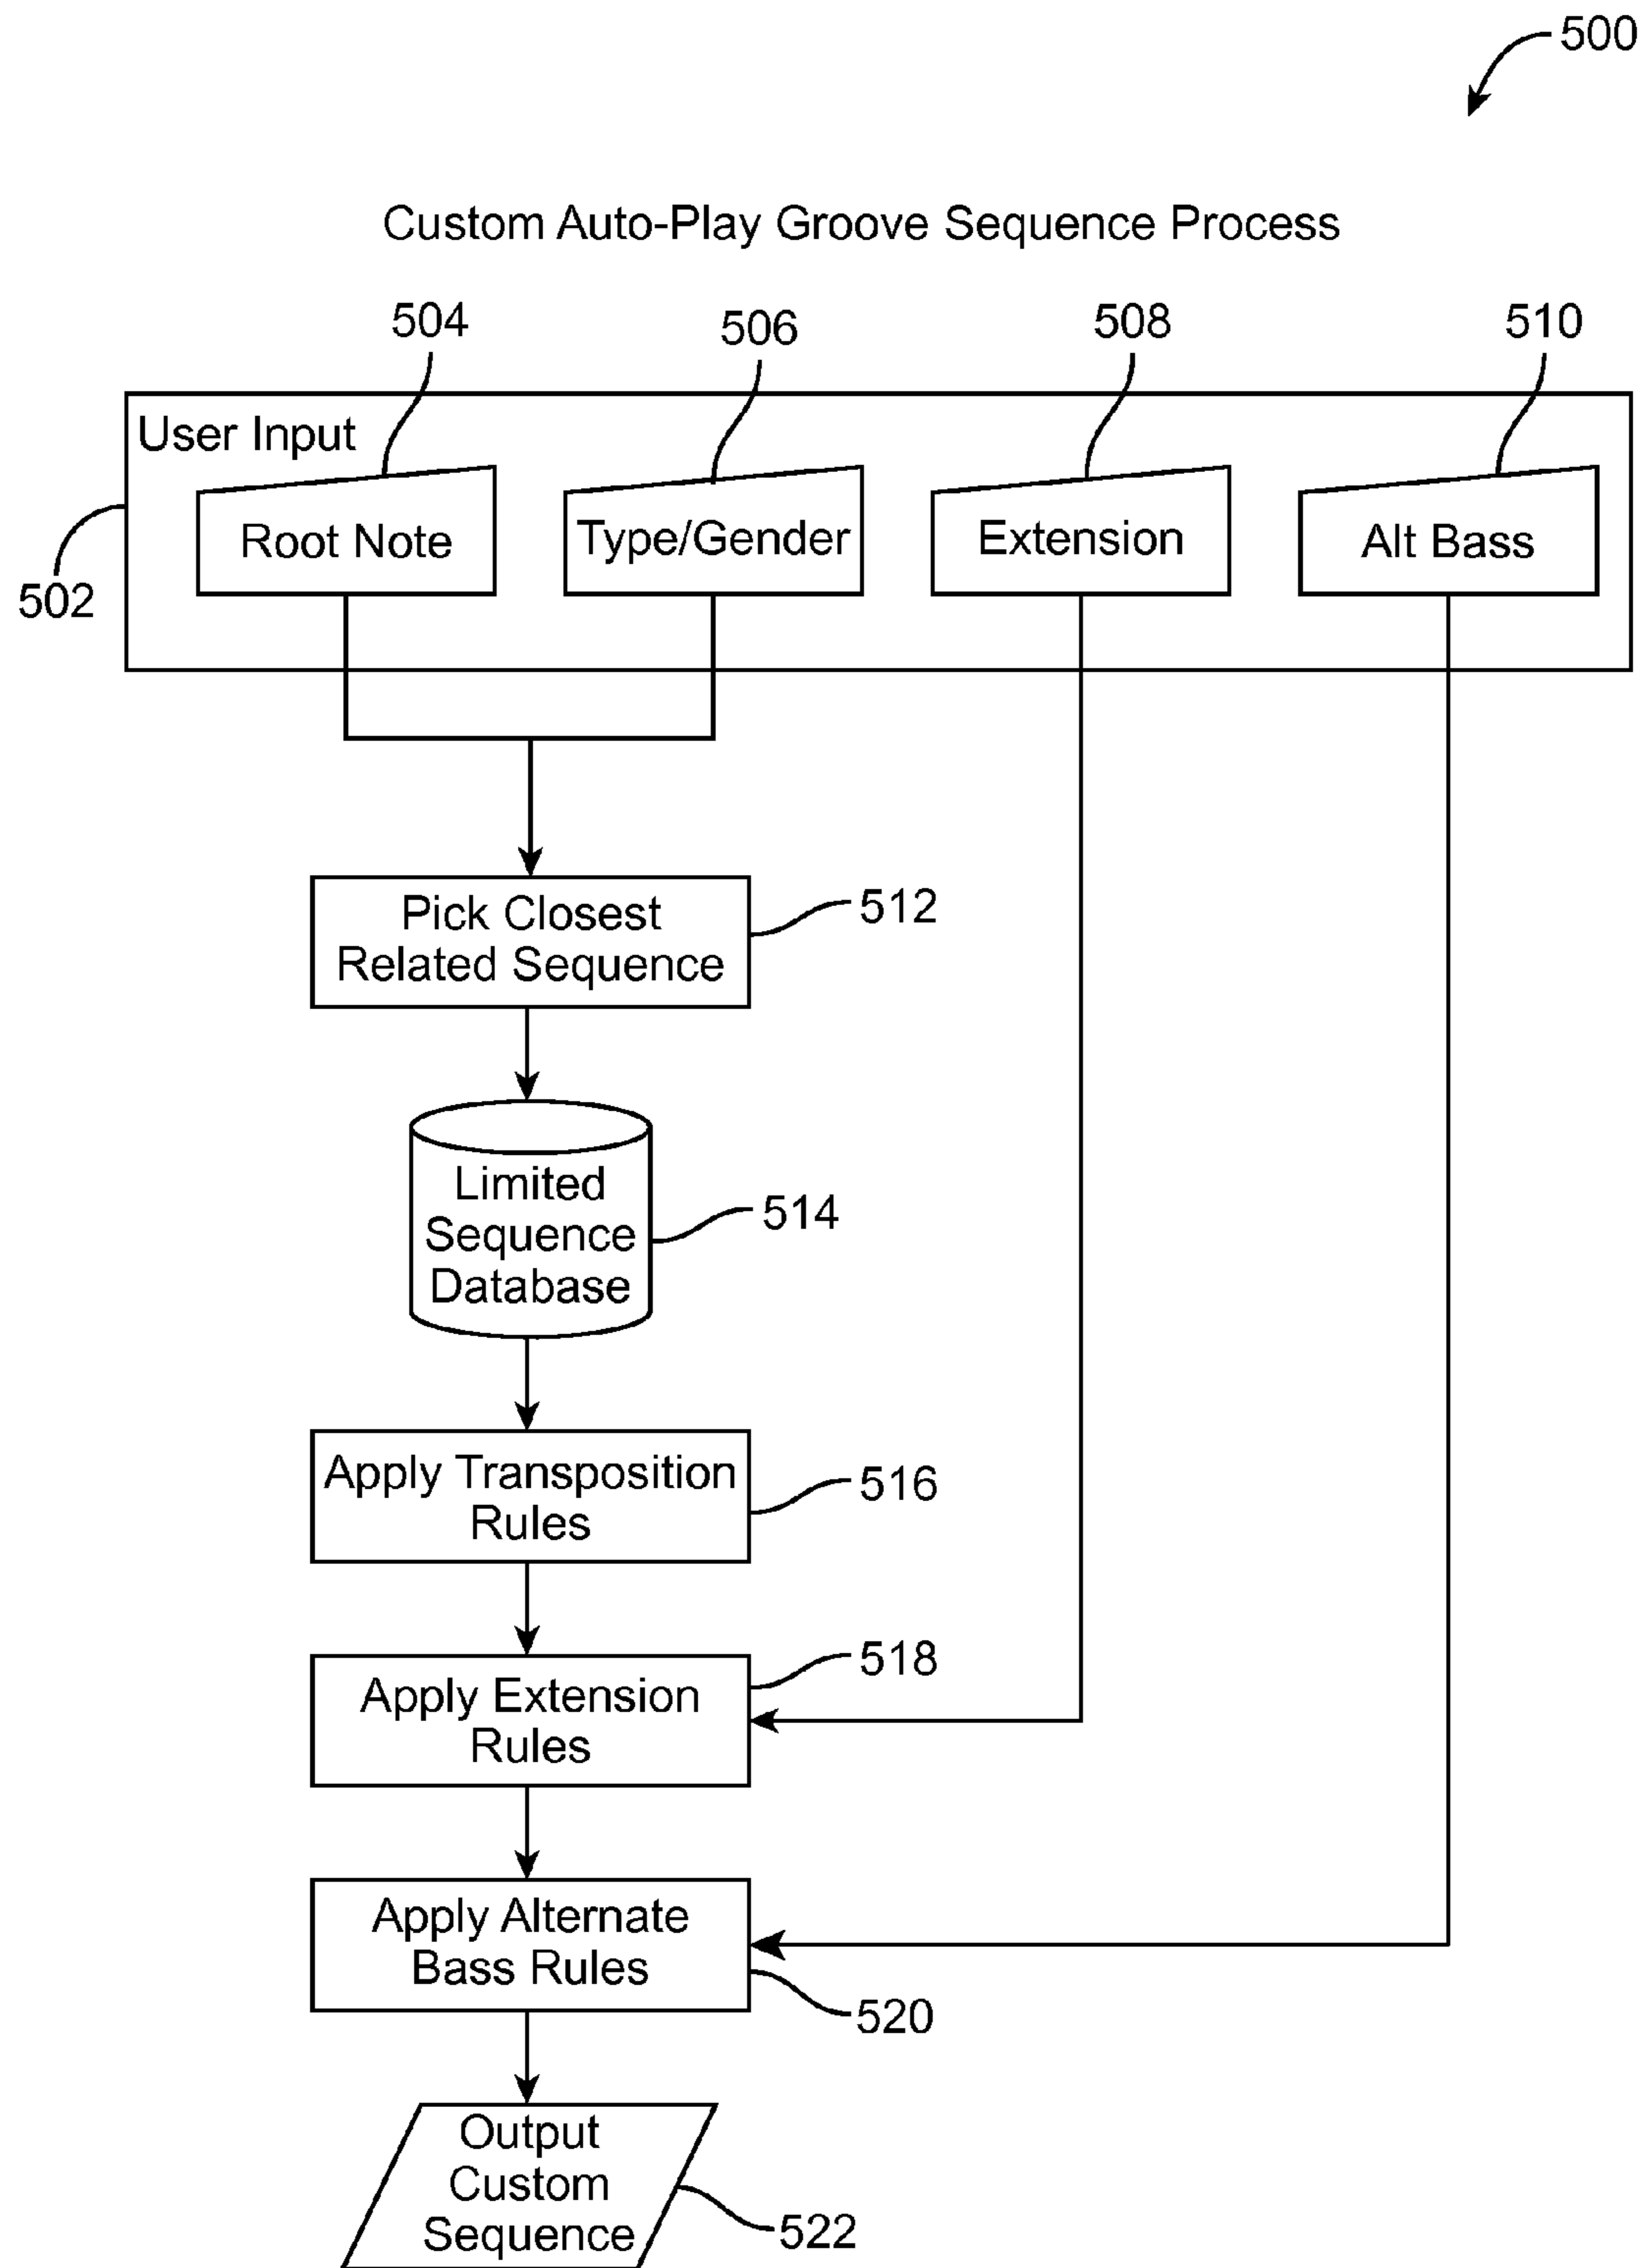 500
Custom Auto-Play Groove Sequence Process
504
506
508
510
User Input
Root Note
Type/Gender
Extension
Alt Bass
502
Pick Closest
Related Sequence
512
Limited
Sequence
Database
514
Apply Transposition
Rules
516
Apply Extension
Rules
518
Apply Alternate
Bass Rules
520
Output
Custom
Sequence
522